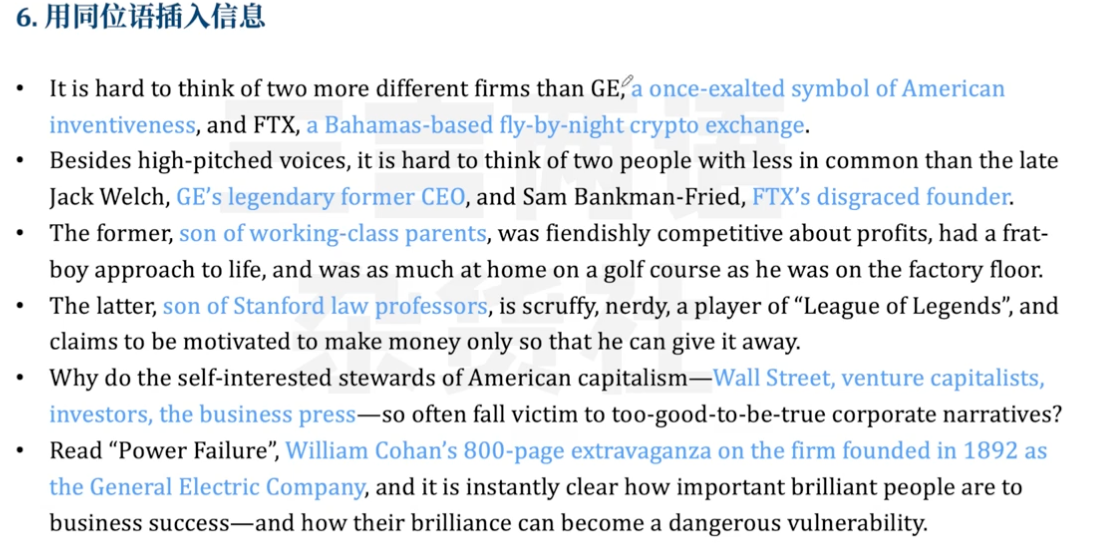 6. 用同位语插入信息
• It is hard to think of two more different firms than GE, a once-exalted symbol of American
inventiveness, and FTX, a Bahamas-based fly-by-night crypto exchange.
• Besides high-pitched voices, it is hard to think of two people with less in common than the late
Jack Welch, GE’s legendary former CEO, and Sam Bankman-Fried, FTX’s disgraced founder.
• The former, son of working-class parents, was fiendishly competitive about profits, had a frat-
boy approach to life, and was as much at home on a golf course as he was on the factory floor.
• The latter, son of Stanford law professors, is scruffy, nerdy, a player of “League of Legends”, and
claims to be motivated to make money only so that he can give it away.
• Why do the self-interested stewards of American capitalism—Wall Street, venture capitalists,
investors, the business press—so often fall victim to too-good-to-be-true corporate narratives?
• Read “Power Failure”, William Cohan’s 800-page extravaganza on the firm founded in 1892 as
the General Electric Company, and it is instantly clear how important brilliant people are to
business success—and how their brilliance can become a dangerous vulnerability.
三言两语
杂货社